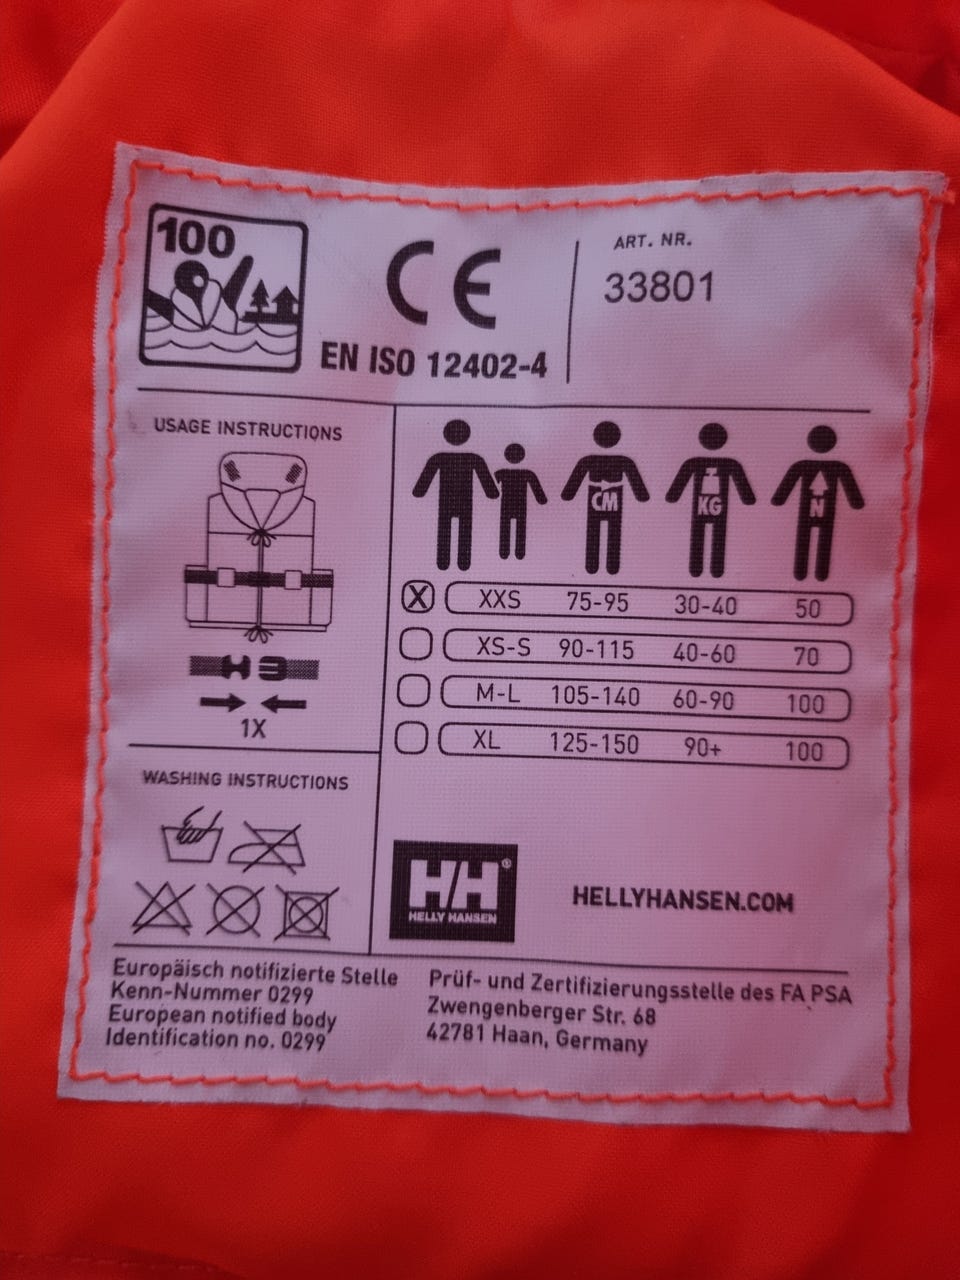 100
CE
EN ISO 12402-4
ART. NR.
33801
USAGE INSTRUCTIONS
1X
CM
KG
N
X XXS 75-95 30-40 50
XS-S 90-115 40-60 70
M-L 105-140 60-90 100
XL 125-150 90+ 100
WASHING INSTRUCTIONS
H/H®
HELLY HANSEN
HELLYHANSEN.COM
Europäisch notifizierte Stelle
Kenn-Nummer 0299
European notified body
Identification no. 0299
Prüf- und Zertifizierungsstelle des FA PSA
Zwengenberger Str. 68
42781 Haan, Germany